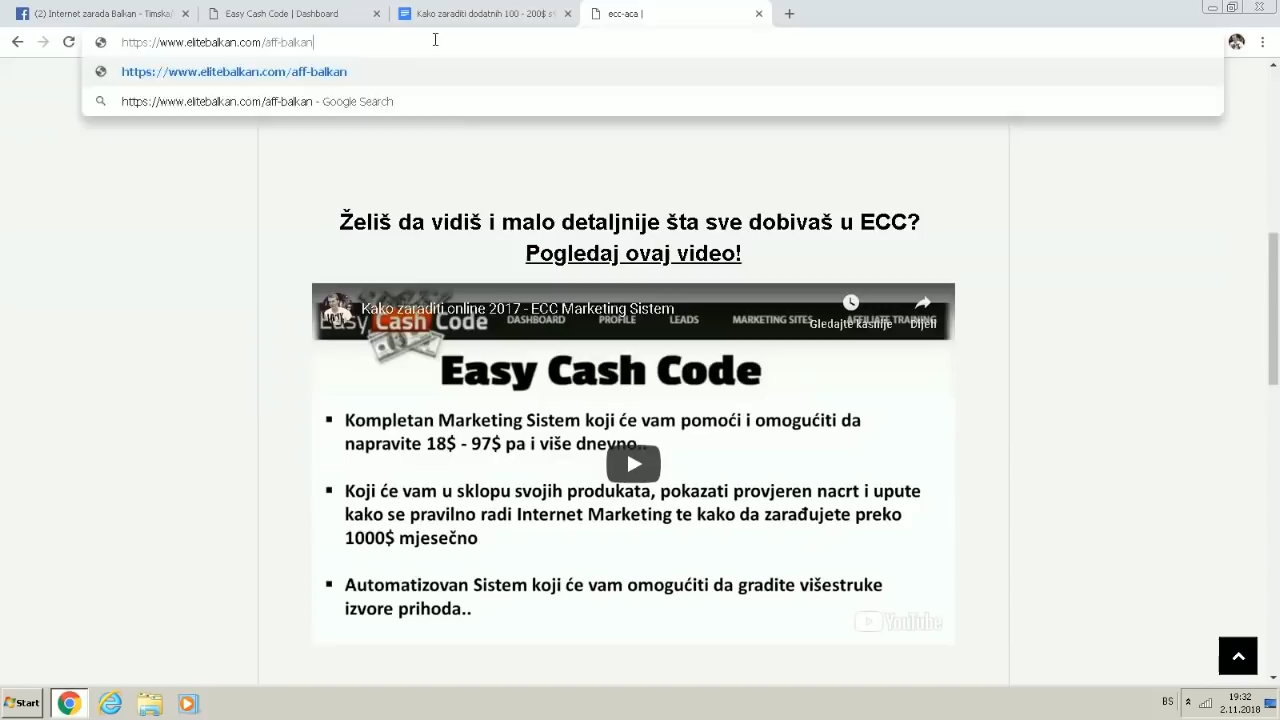 Internet Zarada Balkan - Timska
Easy Cash Code | Dashboard
Kako zaraditi dodatnih 100 - 200$ s
ecc-aca |
https://www.elitebalkan.com/aff-balkan
https://www.elitebalkan.com/aff-balkan
https://www.elitebalkan.com/aff-balkan - Google Search
Želiš da vidiš i malo detaljnije šta sve dobivaš u ECC?
Pogledaj ovaj video!
Kako zaraditi online 2017 - ECC Marketing Sistem
Gledajte kasnije
Dijeli
Easy Cash Code
DASHBOARD
PROFILE
LEADS
MARKETING SITES
AFFILIATE TRAINING
Easy Cash Code
▪ Kompletan Marketing Sistem koji će vam pomoći i omogućiti da
napravite 18$ - 97$ pa i više dnevno..
▪ Koji će vam u sklopu svojih produkata, pokazati provjeren nacrt i upute
kako se pravilno radi Internet Marketing te kako da zarađujete preko
1000$ mjesečno
▪ Automatizovan Sistem koji će vam omogućiti da gradite višestruke
izvore prihoda..
YouTube
Start
BS
19:32
2.11.2018